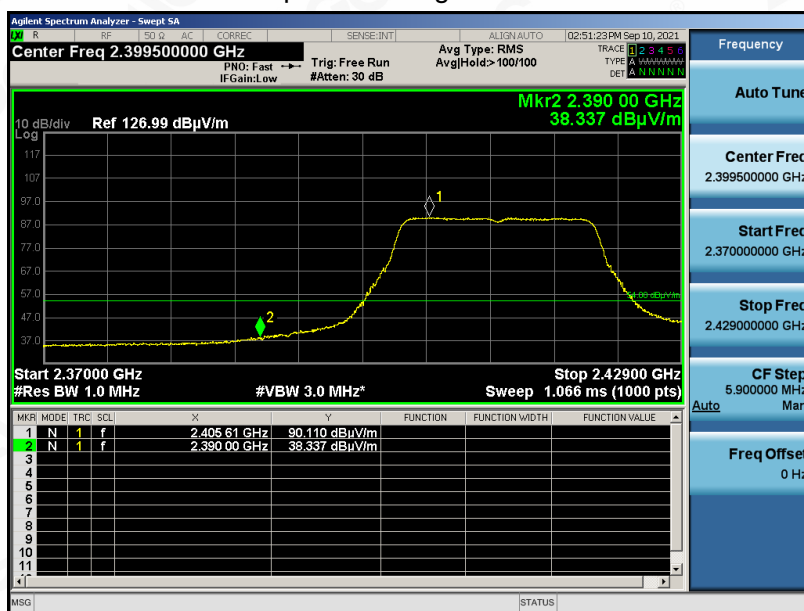 Agilent Spectrum Analyzer - Swept SA
LXI R RF 50 Ω AC CORREC SENSE:INT ALIGN AUTO 02:51:23 PM Sep 10, 2021
Center Freq 2.399500000 GHz
PNO: Fast
IFGain:Low
Trig: Free Run
#Atten: 30 dB
Avg Type: RMS
Avg|Hold:>100/100
TRACE 1 2 3 4 5 6
TYPE A
DET A N N N N N
Mkr2 2.390 00 GHz
38.337 dBµV/m
10 dB/div Ref 126.99 dBµV/m
Log
117
107
97.0
87.0
77.0
67.0
57.0
47.0
37.0
1
2
54.00 dBµV/m
Start 2.37000 GHz Stop 2.42900 GHz
#Res BW 1.0 MHz #VBW 3.0 MHz* Sweep 1.066 ms (1000 pts)
MKR MODE TRC SCL X Y FUNCTION FUNCTION WIDTH FUNCTION VALUE
1 N 1 f 2.405 61 GHz 90.110 dBµV/m
2 N 1 f 2.390 00 GHz 38.337 dBµV/m
3
4
5
6
7
8
9
10
11
MSG STATUS
Frequency
Auto Tune
Center Freq
2.399500000 GHz
Start Freq
2.370000000 GHz
Stop Freq
2.429000000 GHz
CF Step
5.900000 MHz
Auto Man
Freq Offset
0 Hz